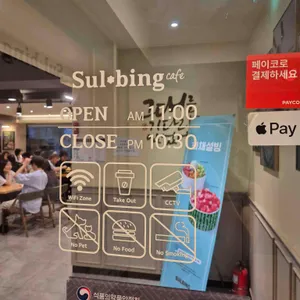 Sul•bing cafe
OPEN AM 11:00
CLOSE PM 10:30
WiFi Zone
Take Out
CCTV
No Pet
No Food
No Smoking
페이코로
결제하세요
PAYCO
Pay